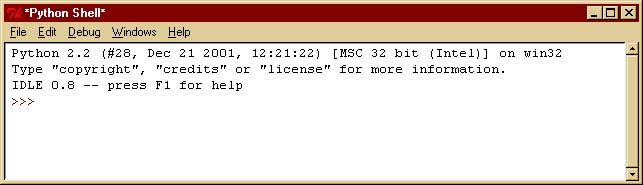 *Python Shell*
File Edit Debug Windows Help
Python 2.2 (#28, Dec 21 2001, 12:21:22) [MSC 32 bit (Intel)] on win32
Type "copyright", "credits" or "license" for more information.
IDLE 0.8 -- press F1 for help
>>>